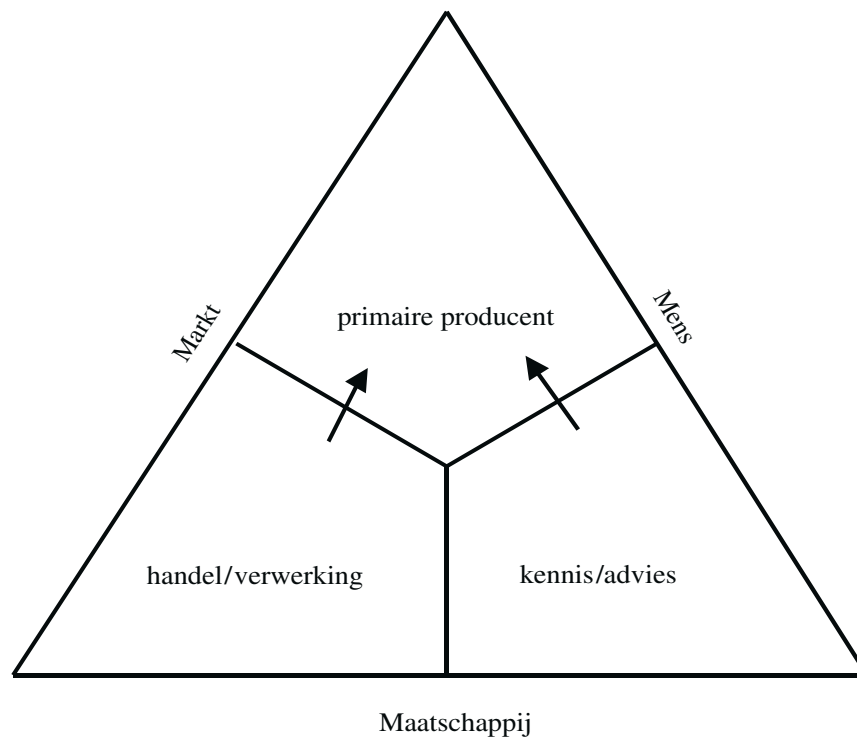 Markt
Mens
primaire producent
handel/verwerking
kennis/advies
Maatschappij